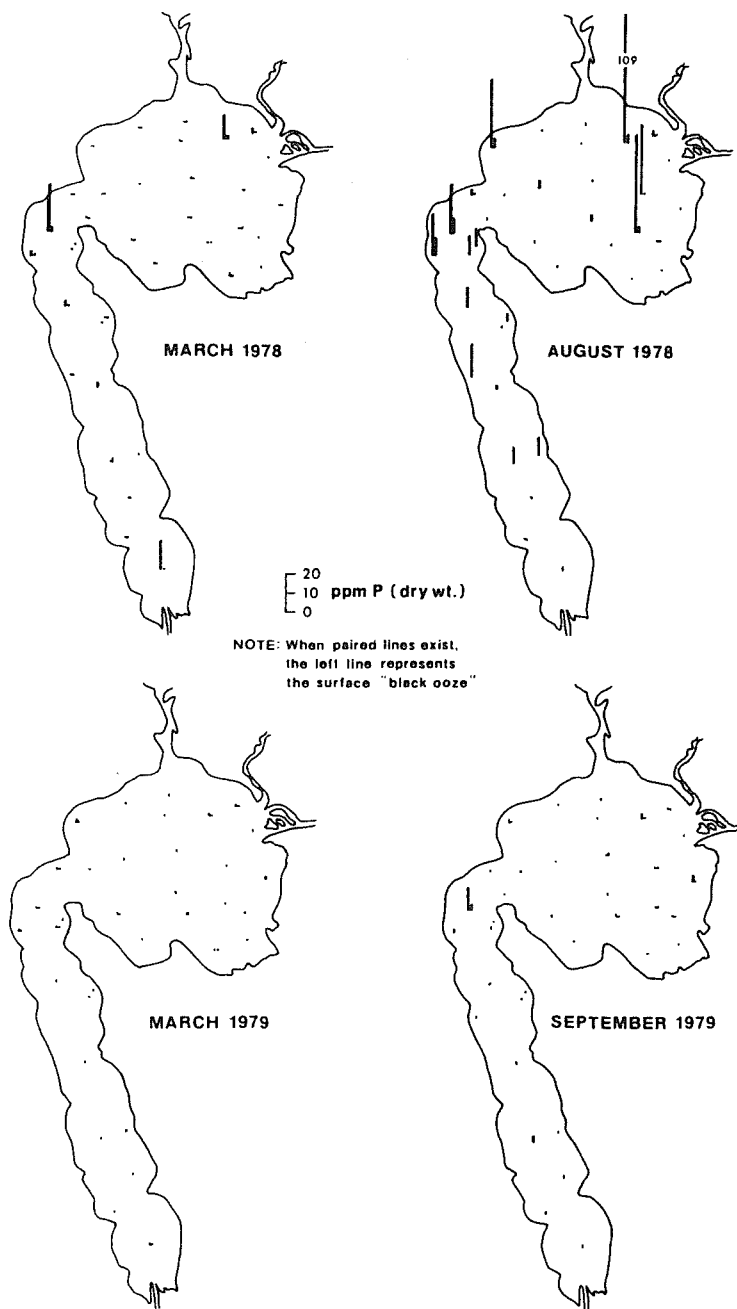 109
MARCH 1978
AUGUST 1978
20
10 ppm P (dry wt.)
0
NOTE: When paired lines exist,
the left line represents
the surface "black ooze"
MARCH 1979
SEPTEMBER 1979